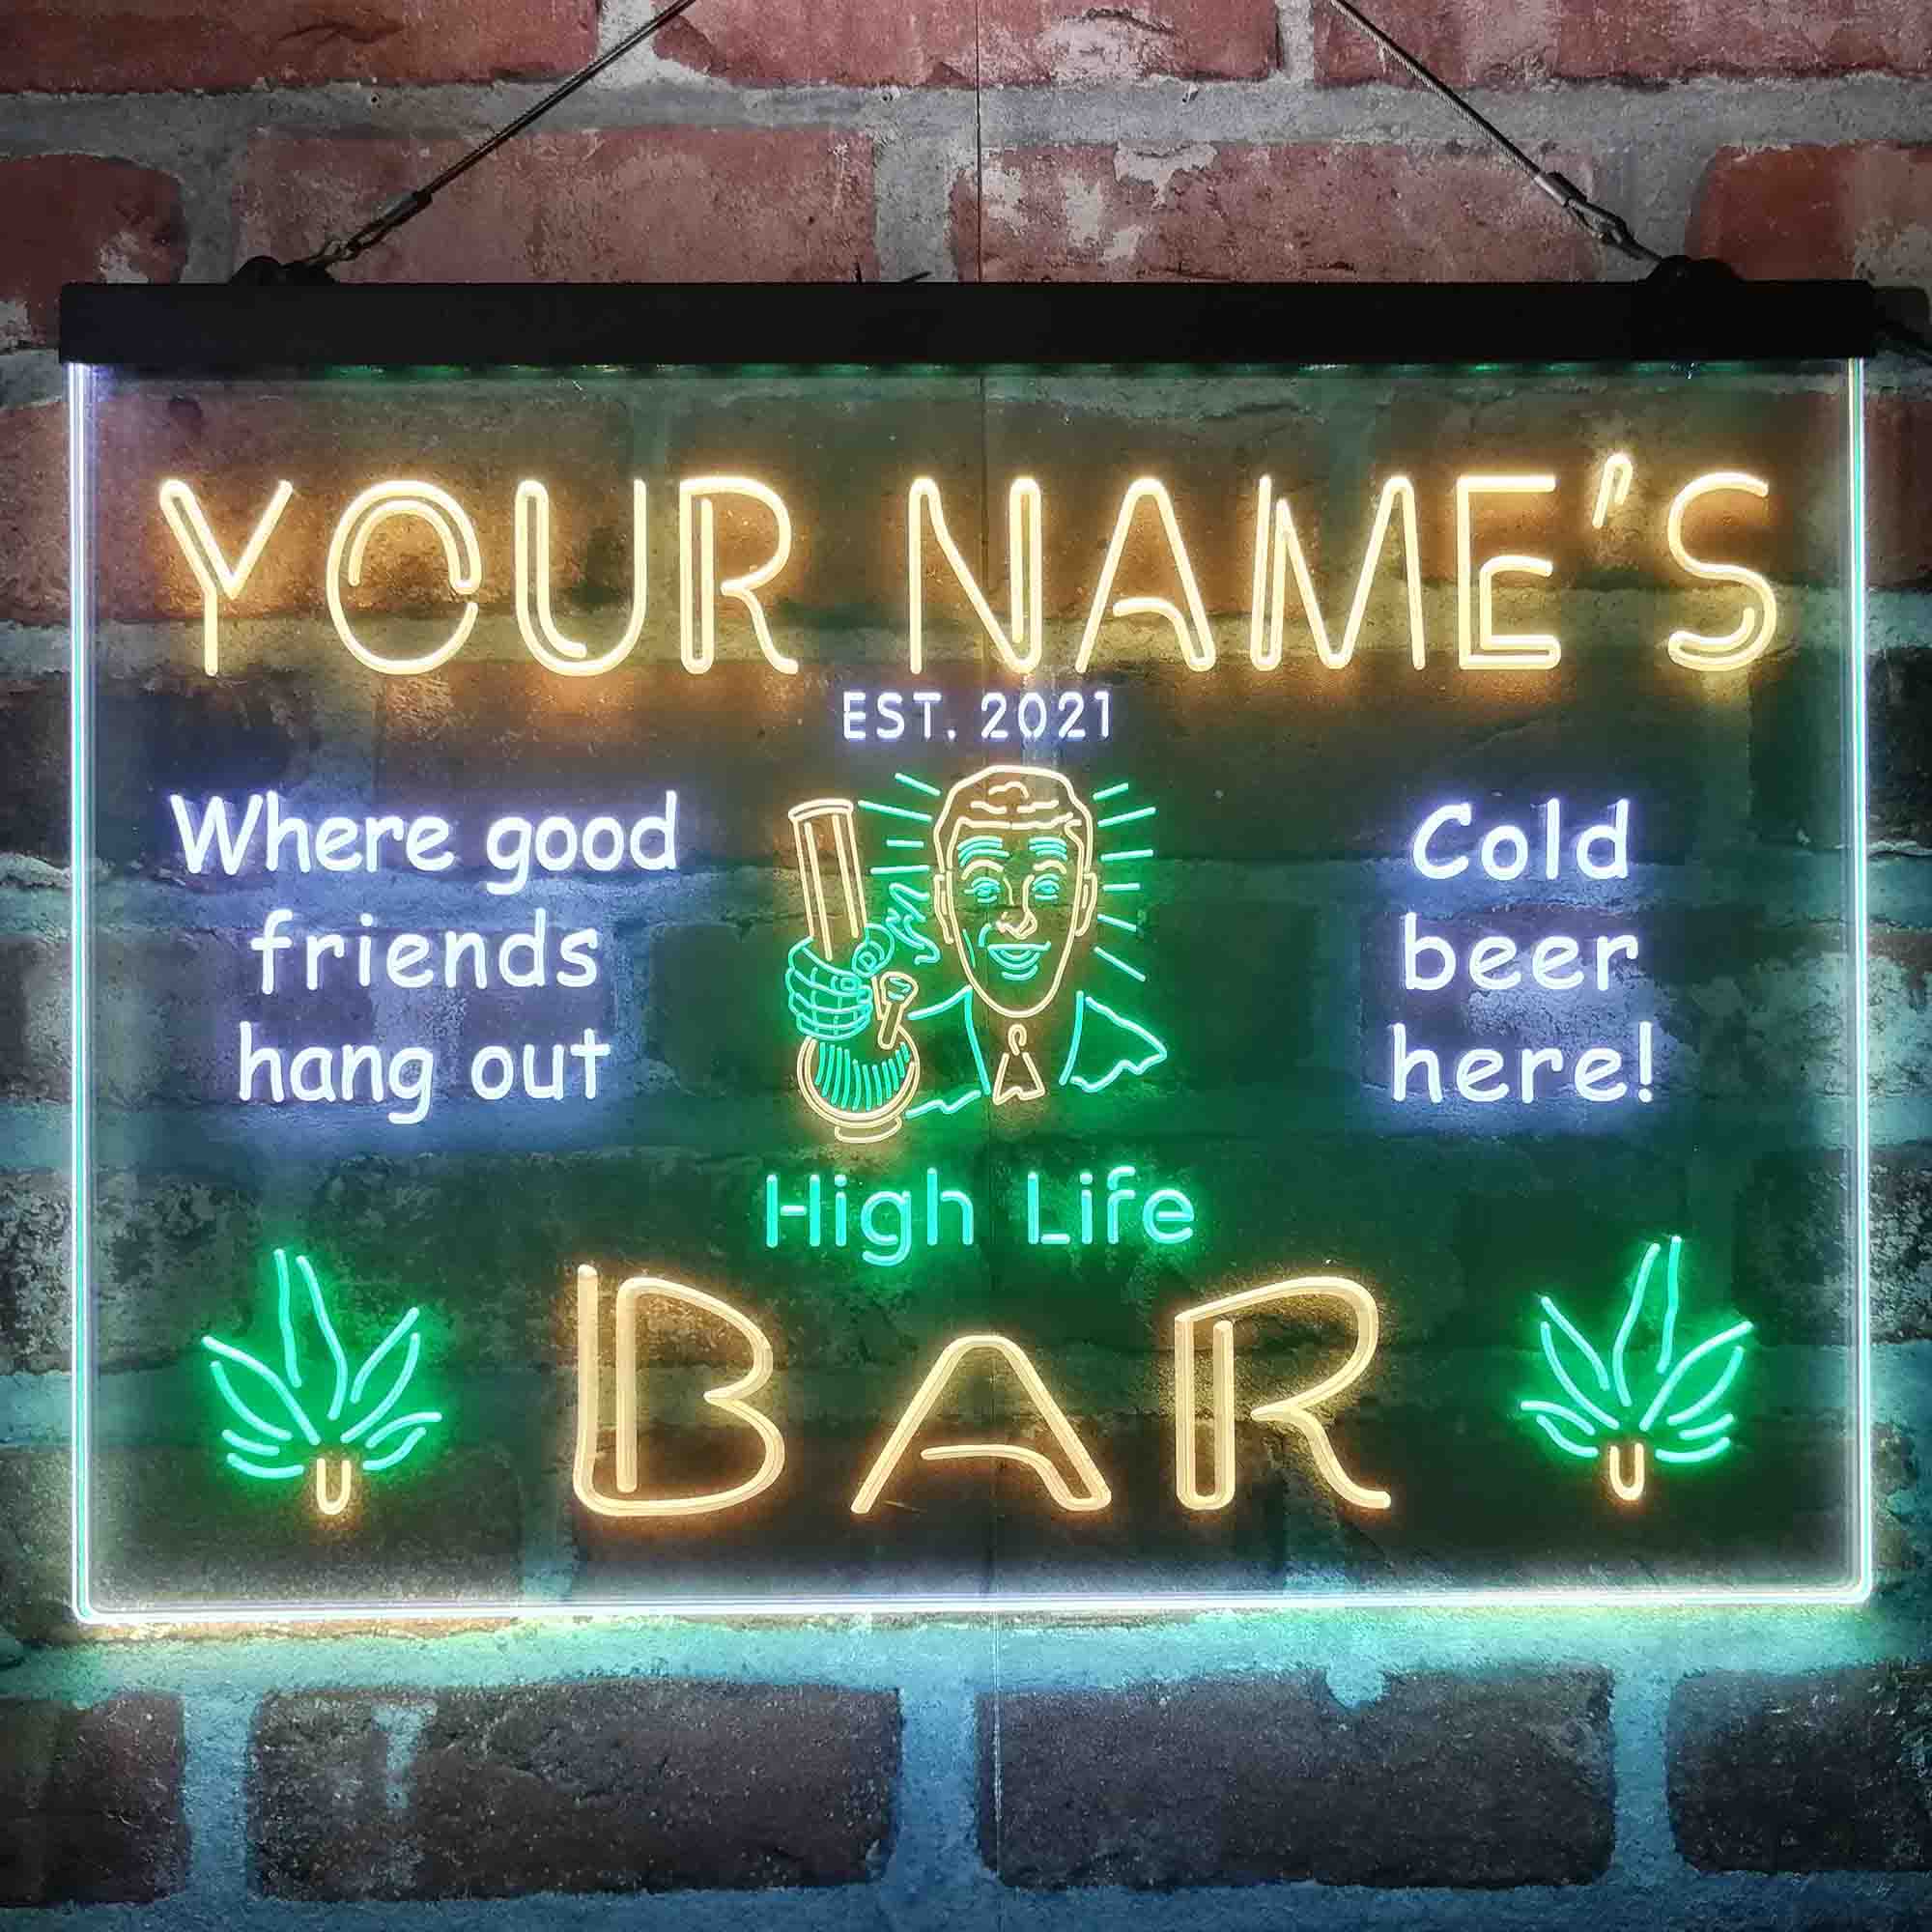 YOUR NAME'S
EST. 2021
Where good
friends
hang out
Cold
beer
here!
High Life
BAR